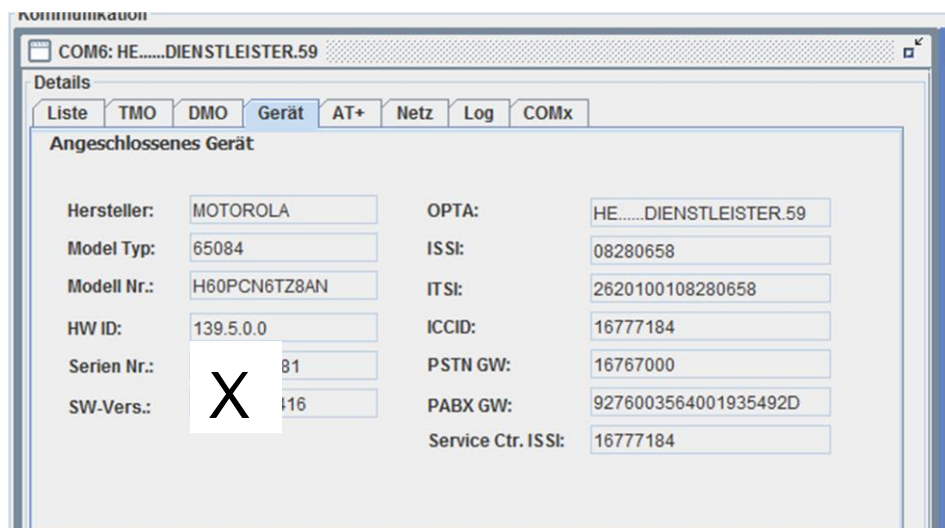 Kommunikation
COM6: HE......DIENSTLEISTER.59
Details
Liste TMO DMO Gerät AT+ Netz Log COMx
Angeschlossenes Gerät
Hersteller: MOTOROLA
Model Typ: 65084
Modell Nr.: H60PCN6TZ8AN
HW ID: 139.5.0.0
Serien Nr.: 81
SW-Vers.: X 416
OPTA: HE......DIENSTLEISTER.59
ISSI: 08280658
ITSI: 2620100108280658
ICCID: 16777184
PSTN GW: 16767000
PABX GW: 9276003564001935492D
Service Ctr. ISSI: 16777184